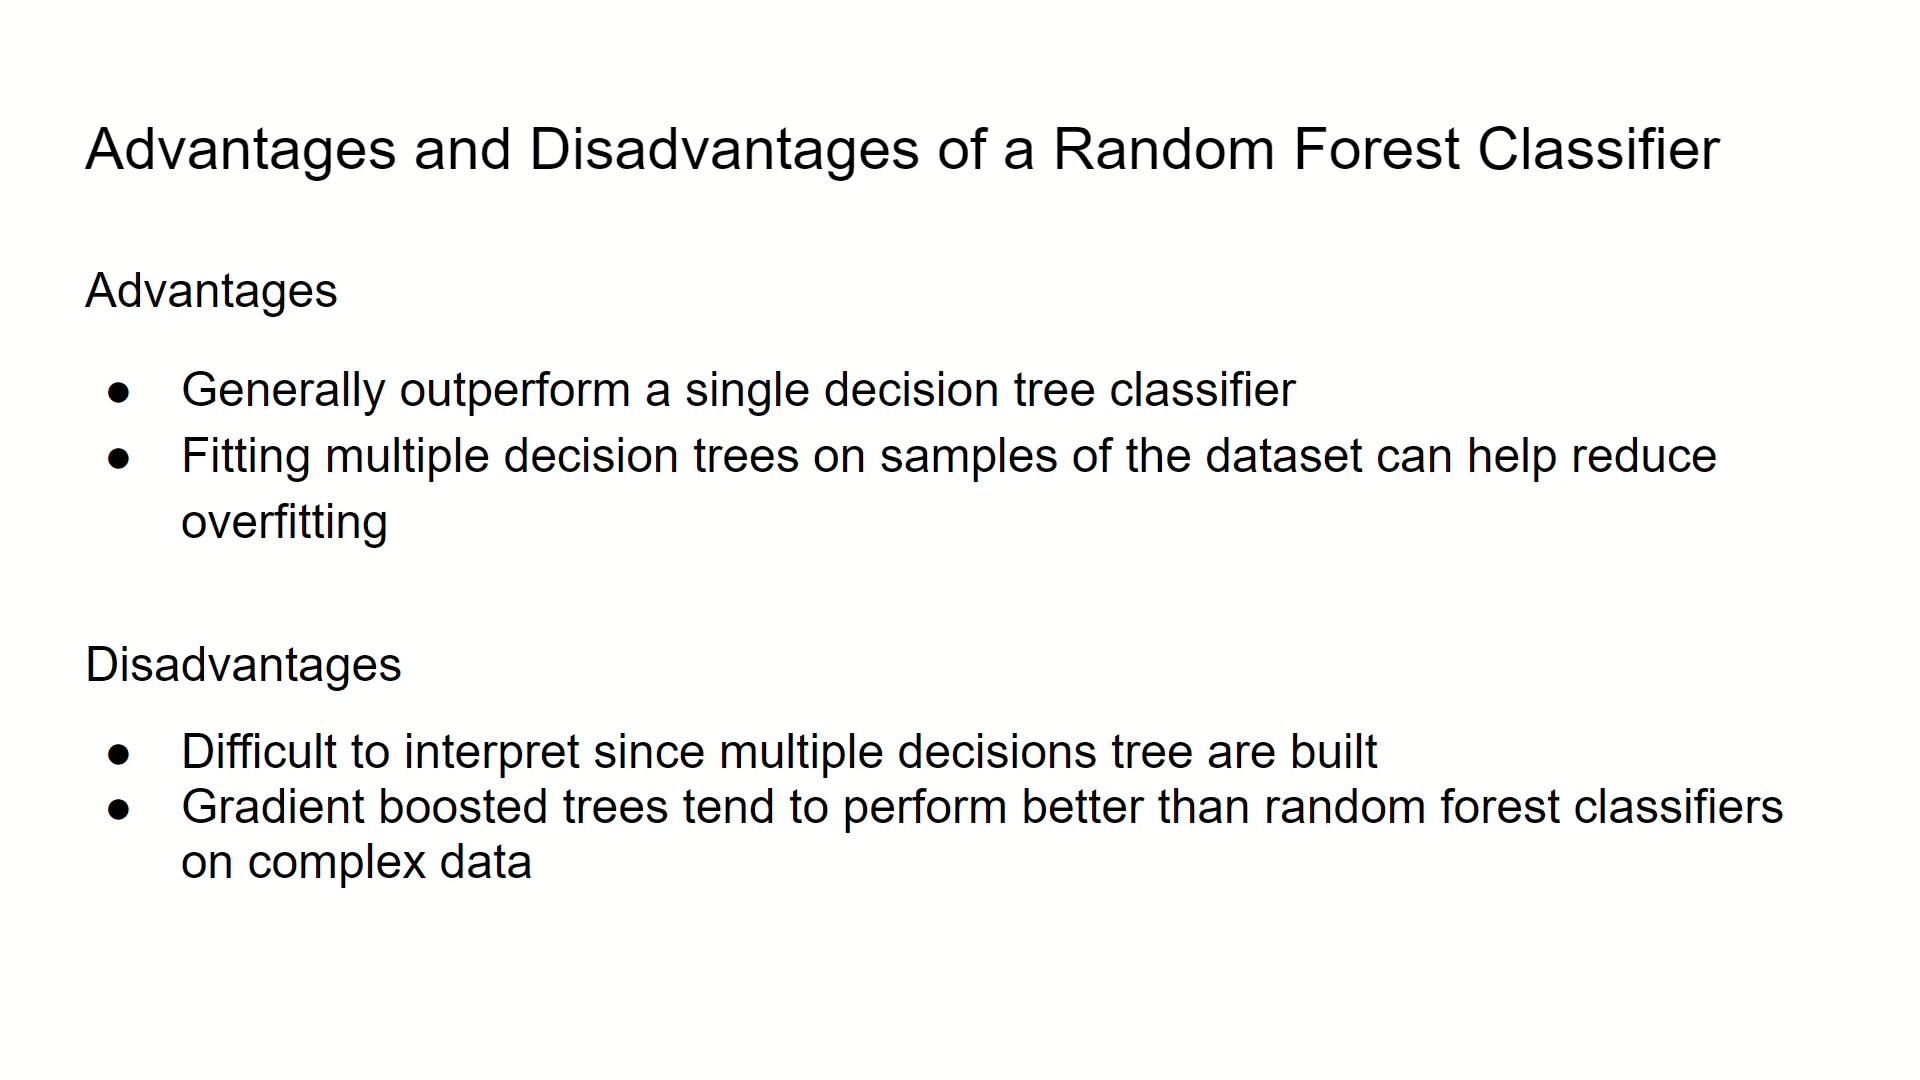 Advantages and Disadvantages of a Random Forest Classifier
Advantages
● Generally outperform a single decision tree classifier
● Fitting multiple decision trees on samples of the dataset can help reduce
overfitting
Disadvantages
● Difficult to interpret since multiple decisions tree are built
● Gradient boosted trees tend to perform better than random forest classifiers
on complex data